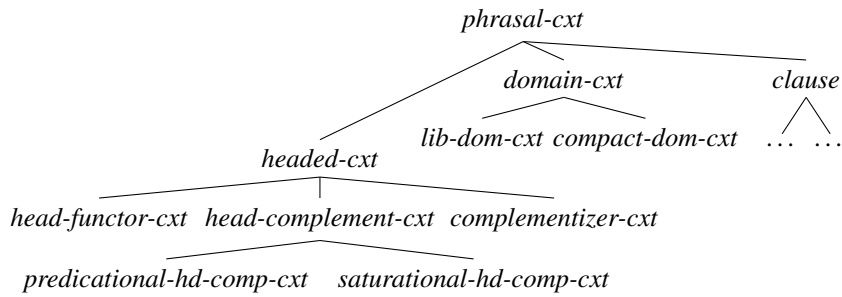 phrasal-cxt
domain-cxt clause
lib-dom-cxt compact-dom-cxt ... ...
headed-cxt
head-functor-cxt head-complement-cxt complementizer-cxt
predicational-hd-comp-cxt saturational-hd-comp-cxt